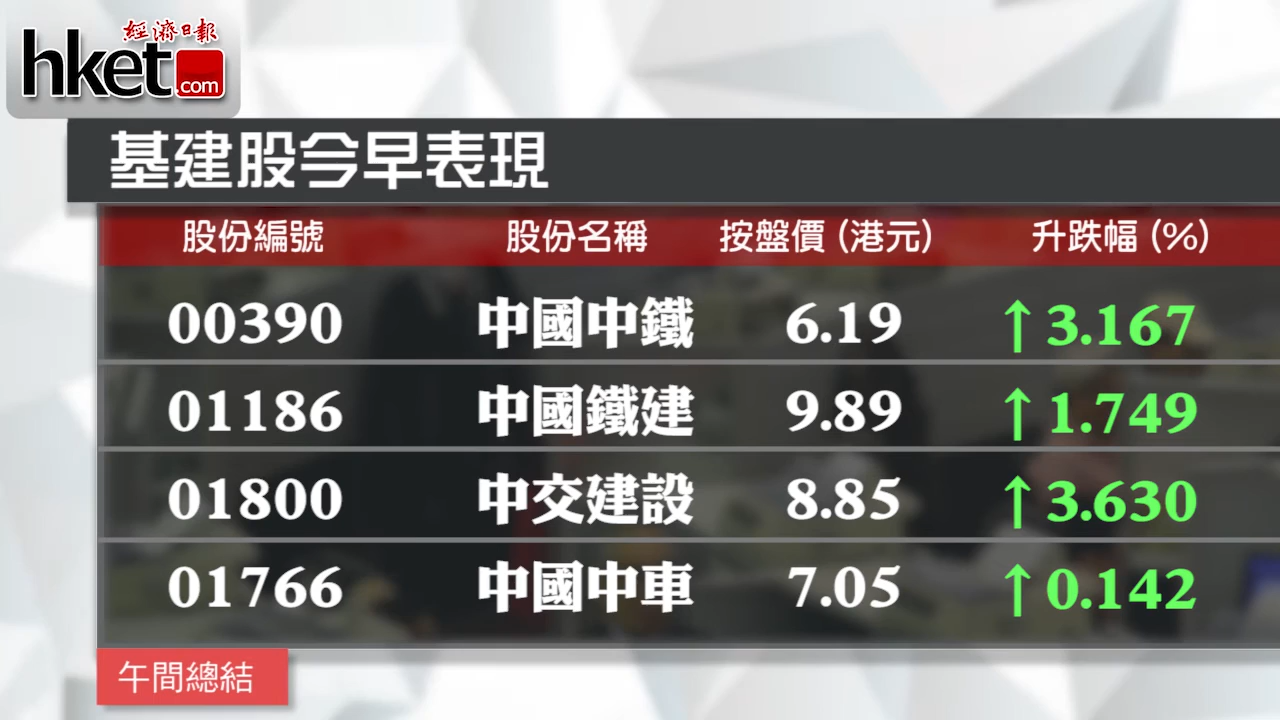 經濟日報
hket.com
基建股今早表現
股份編號 股份名稱 按盤價 (港元) 升跌幅 (%)
00390 中國中鐵 6.19 ↑3.167
01186 中國鐵建 9.89 ↑1.749
01800 中交建設 8.85 ↑3.630
01766 中國中車 7.05 ↑0.142
午間總結